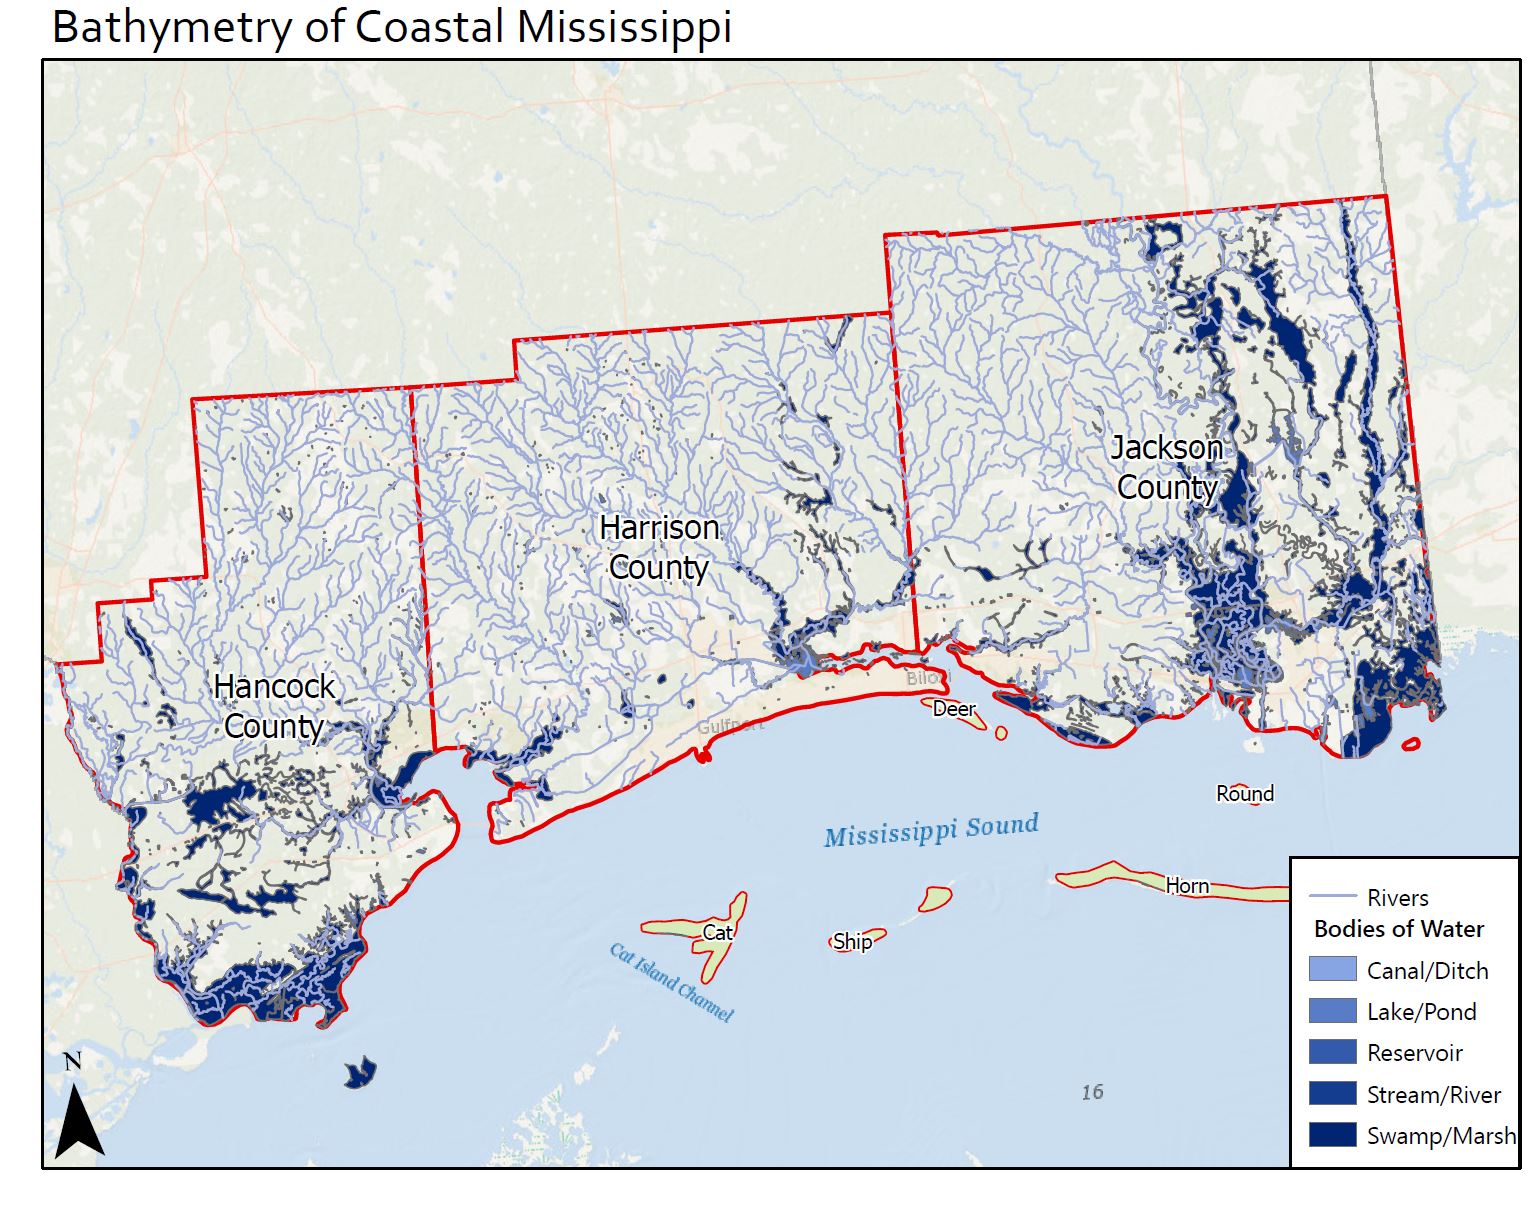 Bathymetry of Coastal Mississippi
Jackson
County
Harrison
County
Hancock
County
Biloxi
Deer
Gulfport
Round
Mississippi Sound
Horn
Cat
Ship
Cat Island Channel
16
N
Rivers
Bodies of Water
Canal/Ditch
Lake/Pond
Reservoir
Stream/River
Swamp/Marsh